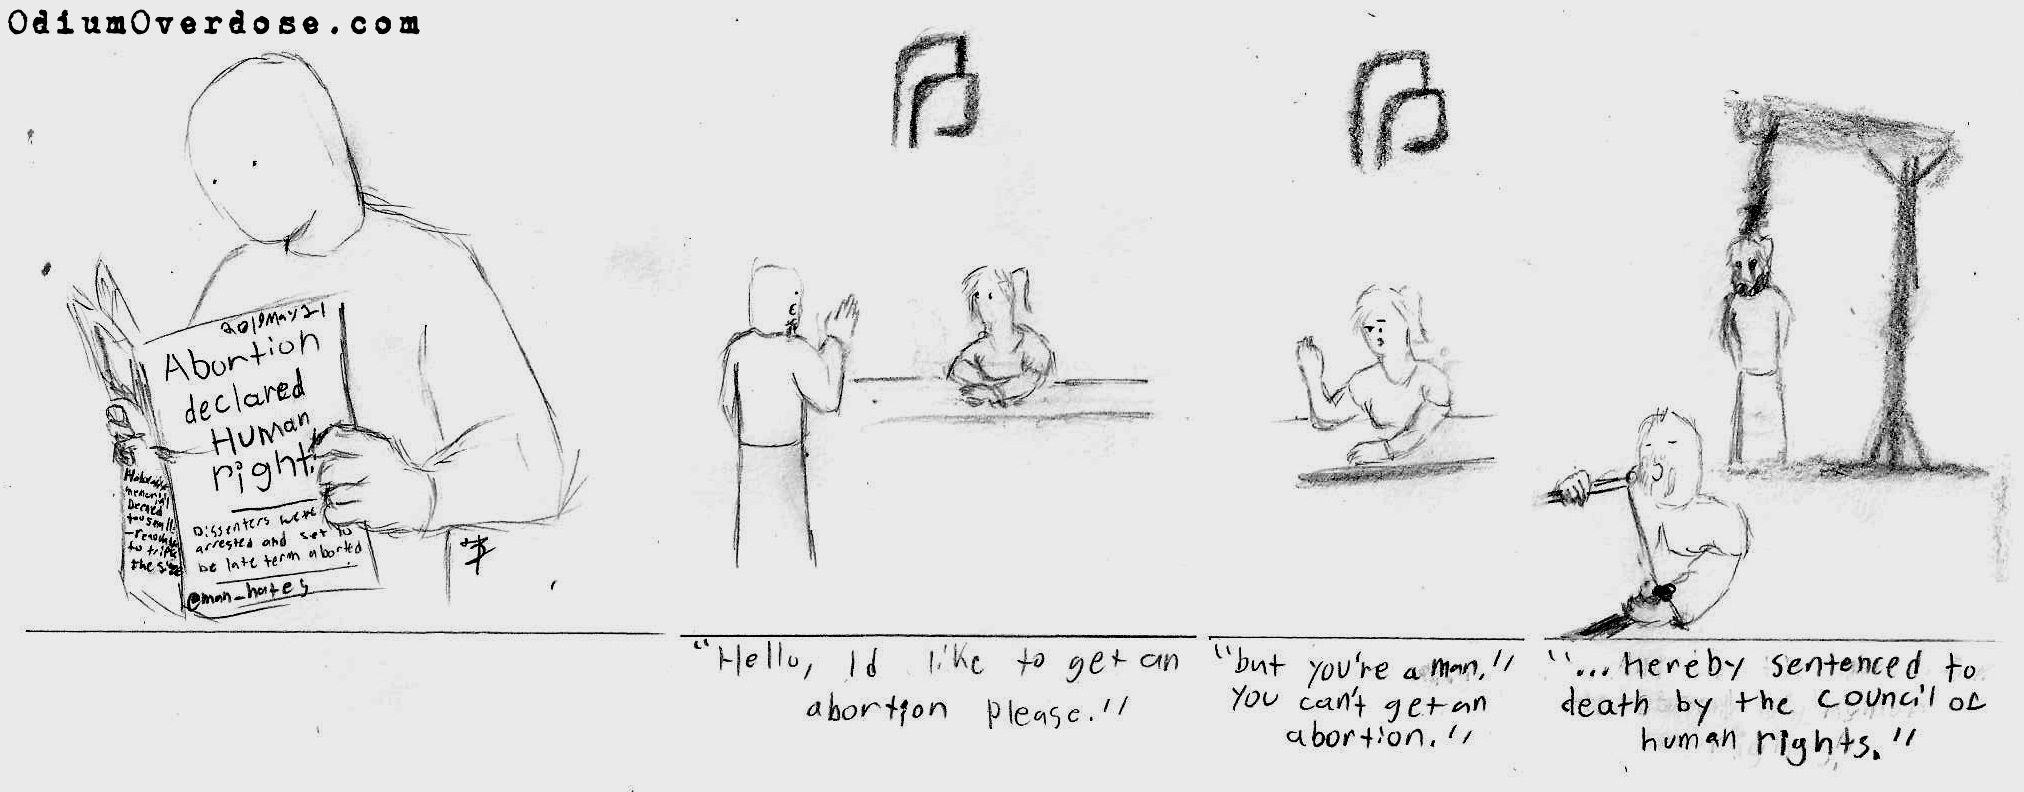 OdiumOverdose.com
2019May21
Abortion
declared
Human
right!
Dissenters were
arrested and set to
be late term aborted
@man_hates
Holocaust
memorial
Deemed
too small
to triple
the size
"Hello, Id like to get an
abortion please."
"but you're a man."
you can't get an
abortion."
"...hereby sentenced to
death by the council of
human rights."